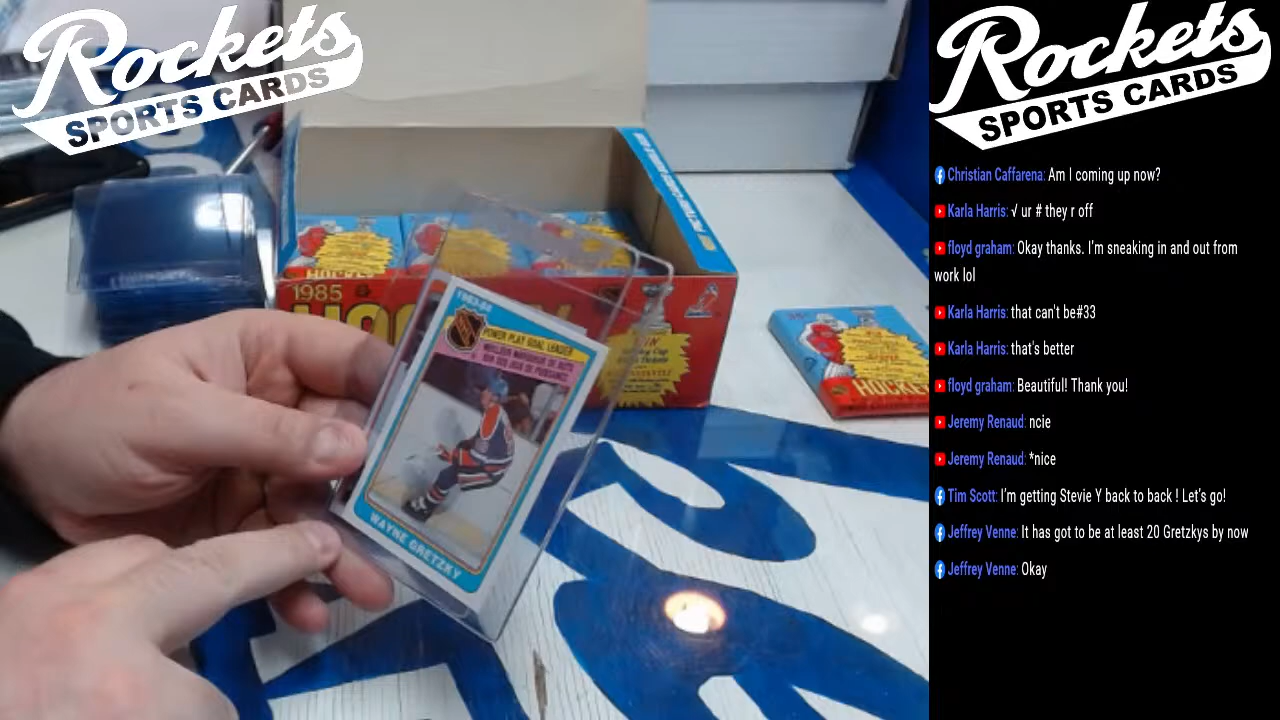 Rockets
SPORTS CARDS
Rockets
SPORTS CARDS
Christian Caffarena: Am I coming up now?
Karla Harris: √ ur # they r off
floyd graham: Okay thanks. I'm sneaking in and out from
work lol
Karla Harris: that can't be#33
Karla Harris: that's better
floyd graham: Beautiful! Thank you!
Jeremy Renaud: ncie
Jeremy Renaud: *nice
Tim Scott: I'm getting Stevie Y back to back ! Let's go!
Jeffrey Venne: It has got to be at least 20 Gretzkys by now
Jeffrey Venne: Okay
HOCKEY
1985
1983-84
POWER PLAY GOAL LEADER
WAYNE GRETZKY
WIN
HOCKEY